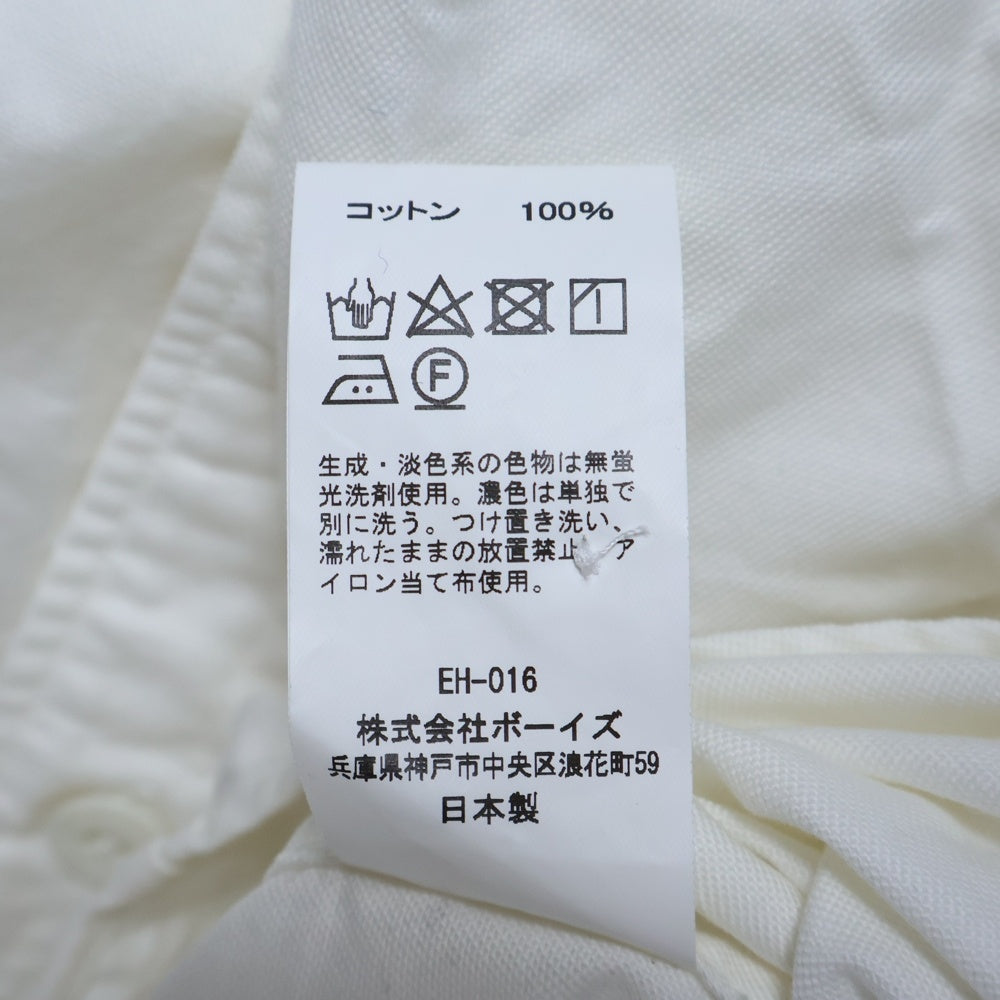 コットン 100%
F
生成・淡色系の色物は無蛍
光洗剤使用。濃色は単独で
別に洗う。つけ置き洗い、
濡れたままの放置禁止 ア
イロン当て布使用。
EH-016
株式会社ボーイズ
兵庫県神戸市中央区浪花町59
日本製